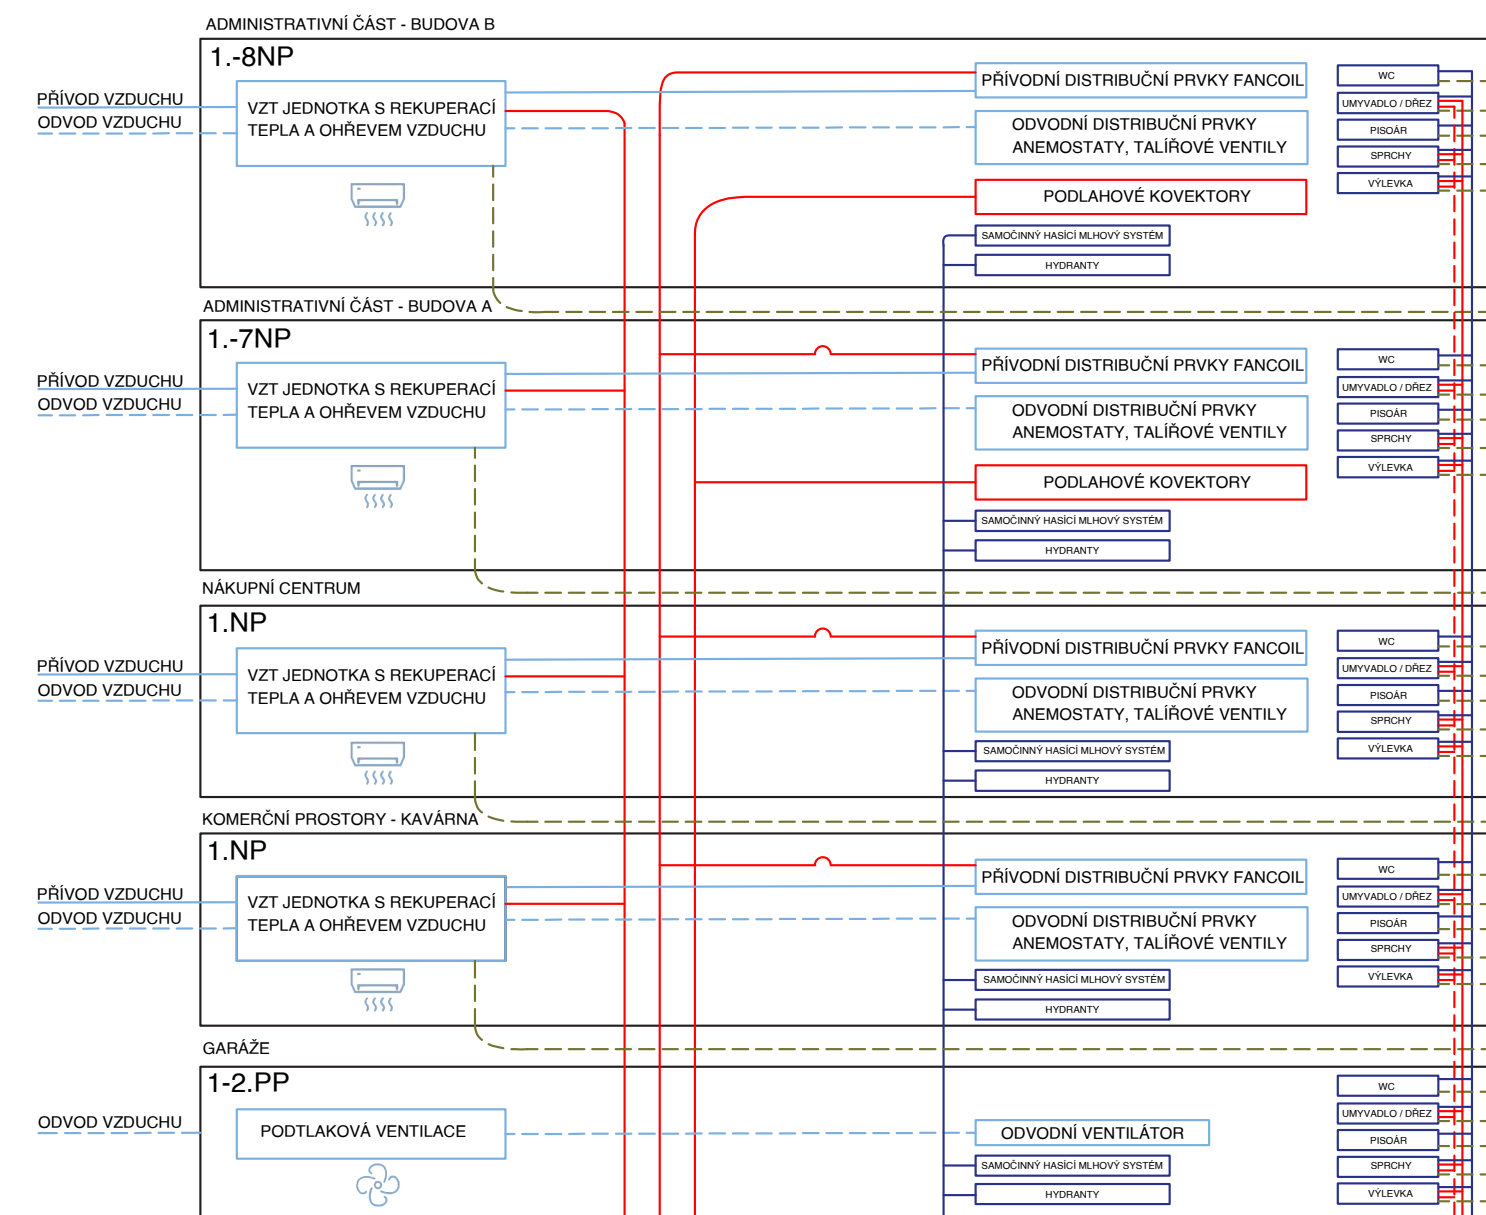 ADMINISTRATIVNÍ ČÁST - BUDOVA B
1.-8NP
PŘÍVOD VZDUCHU
ODVOD VZDUCHU
VZT JEDNOTKA S REKUPERACÍ
TEPLA A OHŘEVEM VZDUCHU
PŘÍVODNÍ DISTRIBUČNÍ PRVKY FANCOIL
ODVODNÍ DISTRIBUČNÍ PRVKY
ANEMOSTATY, TALÍŘOVÉ VENTILY
PODLAHOVÉ KOVEKTORY
SAMOČINNÝ HASÍCÍ MLHOVÝ SYSTÉM
HYDRANTY
WC
UMYVADLO / DŘEZ
PISOÁR
SPRCHY
VÝLEVKA
ADMINISTRATIVNÍ ČÁST - BUDOVA A
1.-7NP
PŘÍVOD VZDUCHU
ODVOD VZDUCHU
VZT JEDNOTKA S REKUPERACÍ
TEPLA A OHŘEVEM VZDUCHU
PŘÍVODNÍ DISTRIBUČNÍ PRVKY FANCOIL
ODVODNÍ DISTRIBUČNÍ PRVKY
ANEMOSTATY, TALÍŘOVÉ VENTILY
PODLAHOVÉ KOVEKTORY
SAMOČINNÝ HASÍCÍ MLHOVÝ SYSTÉM
HYDRANTY
WC
UMYVADLO / DŘEZ
PISOÁR
SPRCHY
VÝLEVKA
NÁKUPNÍ CENTRUM
1.NP
PŘÍVOD VZDUCHU
ODVOD VZDUCHU
VZT JEDNOTKA S REKUPERACÍ
TEPLA A OHŘEVEM VZDUCHU
PŘÍVODNÍ DISTRIBUČNÍ PRVKY FANCOIL
ODVODNÍ DISTRIBUČNÍ PRVKY
ANEMOSTATY, TALÍŘOVÉ VENTILY
SAMOČINNÝ HASÍCÍ MLHOVÝ SYSTÉM
HYDRANTY
WC
UMYVADLO / DŘEZ
PISOÁR
SPRCHY
VÝLEVKA
KOMERČNÍ PROSTORY - KAVÁRNA
1.NP
PŘÍVOD VZDUCHU
ODVOD VZDUCHU
VZT JEDNOTKA S REKUPERACÍ
TEPLA A OHŘEVEM VZDUCHU
PŘÍVODNÍ DISTRIBUČNÍ PRVKY FANCOIL
ODVODNÍ DISTRIBUČNÍ PRVKY
ANEMOSTATY, TALÍŘOVÉ VENTILY
SAMOČINNÝ HASÍCÍ MLHOVÝ SYSTÉM
HYDRANTY
WC
UMYVADLO / DŘEZ
PISOÁR
SPRCHY
VÝLEVKA
GARÁŽE
1-2.PP
ODVOD VZDUCHU
PODTLAKOVÁ VENTILACE
ODVODNÍ VENTILÁTOR
SAMOČINNÝ HASÍCÍ MLHOVÝ SYSTÉM
HYDRANTY
WC
UMYVADLO / DŘEZ
PISOÁR
SPRCHY
VÝLEVKA